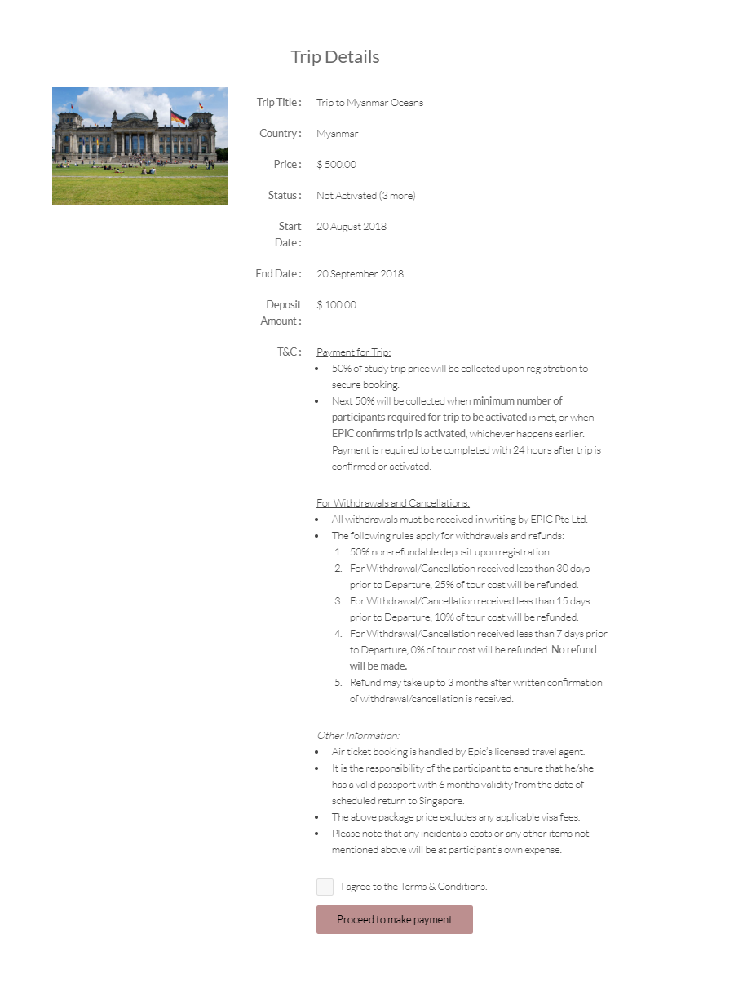 Trip Details
Trip Title : Trip to Myanmar Oceans
Country : Myanmar
Price : $ 500.00
Status : Not Activated (3 more)
Start 20 August 2018
Date :
End Date : 20 September 2018
Deposit $ 100.00
Amount :
T&C : Payment for Trip:
• 50% of study trip price will be collected upon registration to
secure booking.
• Next 50% will be collected when minimum number of
participants required for trip to be activated is met, or when
EPIC confirms trip is activated, whichever happens earlier.
Payment is required to be completed with 24 hours after trip is
confirmed or activated.
For Withdrawals and Cancellations:
• All withdrawals must be received in writing by EPIC Pte Ltd.
• The following rules apply for withdrawals and refunds:
1. 50% non-refundable deposit upon registration.
2. For Withdrawal/Cancellation received less than 30 days
prior to Departure, 25% of tour cost will be refunded.
3. For Withdrawal/Cancellation received less than 15 days
prior to Departure, 10% of tour cost will be refunded.
4. For Withdrawal/Cancellation received less than 7 days prior
to Departure, 0% of tour cost will be refunded. No refund
will be made.
5. Refund may take up to 3 months after written confirmation
of withdrawal/cancellation is received.
Other Information:
• Air ticket booking is handled by Epic's licensed travel agent.
• It is the responsibility of the participant to ensure that he/she
has a valid passport with 6 months validity from the date of
scheduled return to Singapore.
• The above package price excludes any applicable visa fees.
• Please note that any incidentals costs or any other items not
mentioned above will be at participant's own expense.
I agree to the Terms & Conditions.
Proceed to make payment